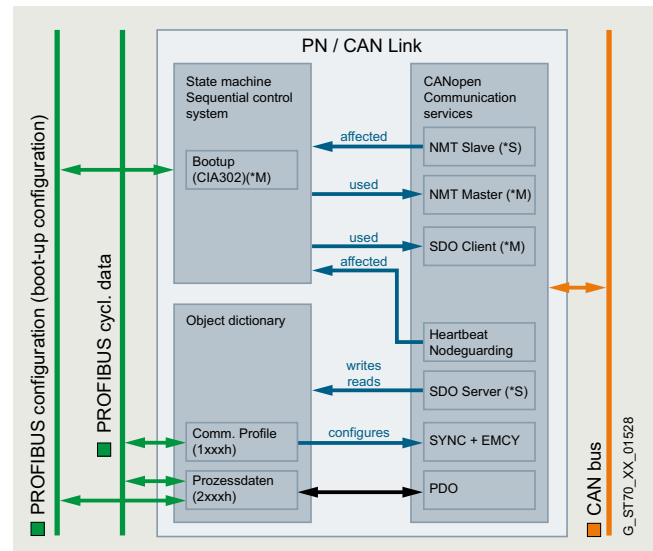 PN / CAN Link
State machine
Sequential control
system
Bootup
(CIA302)(*M)
CANopen
Communication
services
affected
NMT Slave (*S)
used
NMT Master (*M)
used
SDO Client (*M)
affected
Heartbeat
Nodeguarding
Object dictionary
writes
reads
SDO Server (*S)
Comm. Profile
(1xxxh)
configures
SYNC + EMCY
Prozessdaten
(2xxxh)
PDO
PROFIBUS configuration (boot-up configuration)
PROFIBUS cycl. data
CAN bus
G_ST70_XX_01528